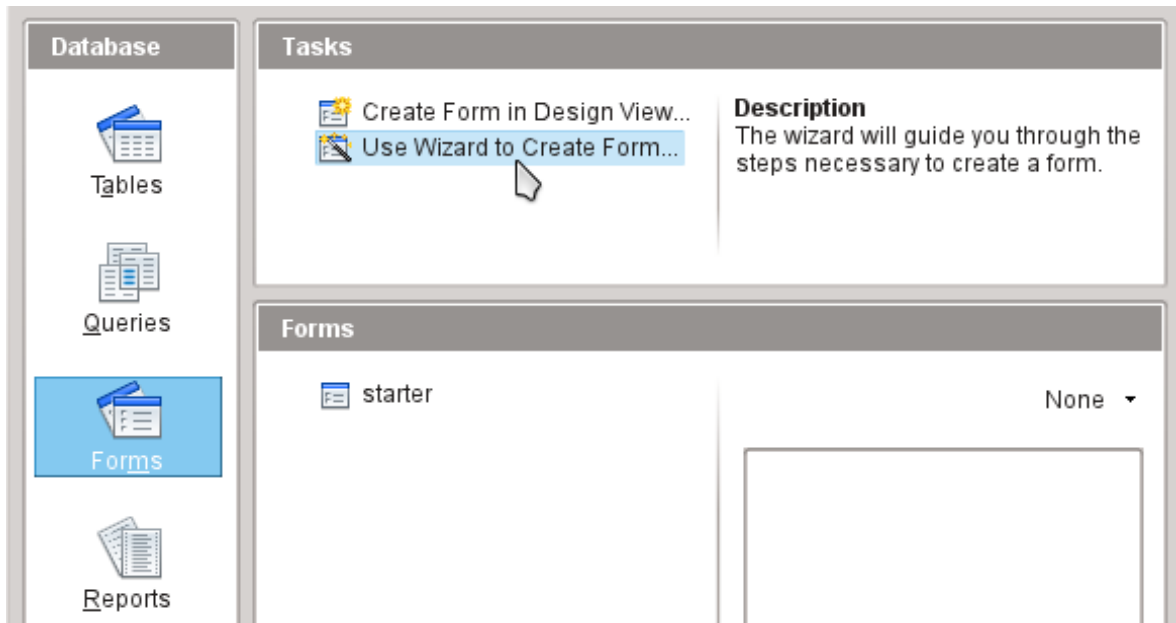 Database
Tables
Queries
Forms
Reports
Tasks
Create Form in Design View...
Use Wizard to Create Form...
Description
The wizard will guide you through the
steps necessary to create a form.
Forms
starter
None